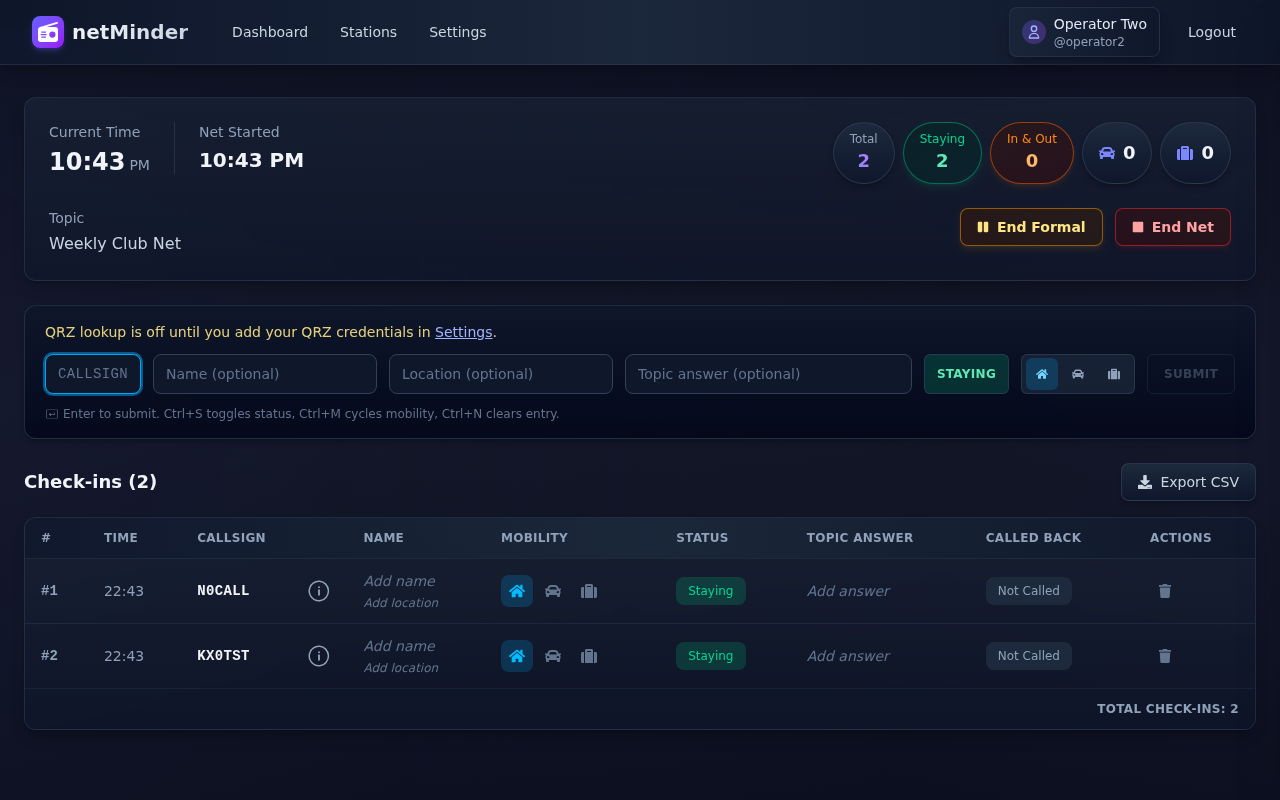 netMinder Dashboard Stations Settings Operator Two @operator2 Logout
Current Time Net Started Total Staying In & Out
10:43 PM 10:43 PM 2 2 0 0 0
Topic
Weekly Club Net End Formal End Net
QRZ lookup is off until you add your QRZ credentials in Settings.
CALLSIGN Name (optional) Location (optional) Topic answer (optional) STAYING SUBMIT
Enter to submit. Ctrl+S toggles status, Ctrl+M cycles mobility, Ctrl+N clears entry.
Check-ins (2) Export CSV
# TIME CALLSIGN NAME MOBILITY STATUS TOPIC ANSWER CALLED BACK ACTIONS
#1 22:43 N0CALL Add name Staying Add answer Not Called
Add location
#2 22:43 KX0TST Add name Staying Add answer Not Called
Add location
TOTAL CHECK-INS: 2